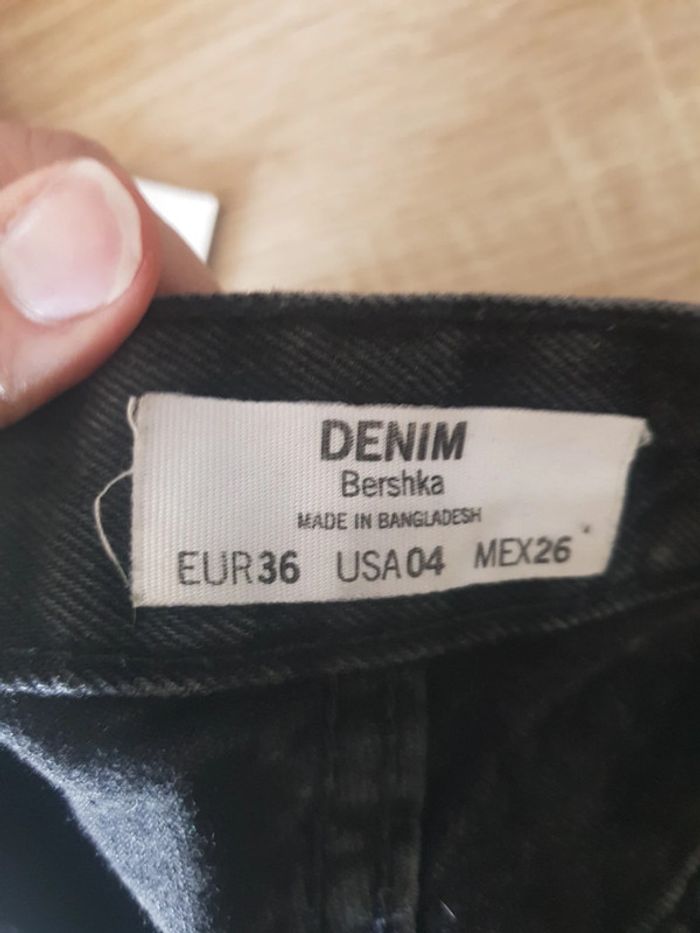 DENIM
Bershka
MADE IN BANGLADESH
EUR36 USA04 MEX26